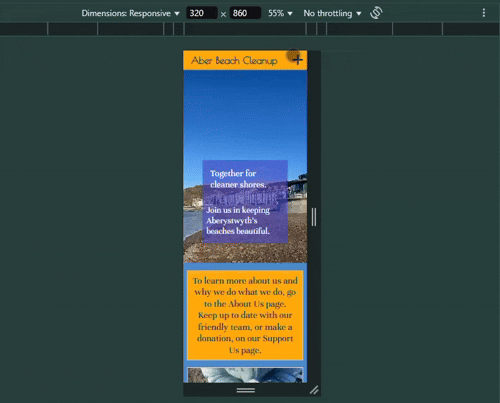 Dimensions: Responsive ▼ 320 × 860 55% ▼ No throttling ▼
Aber Beach Cleanup +
Together for
cleaner shores.
Join us in keeping
Aberystwyth's
beaches beautiful.
To learn more about us and
why we do what we do, go
to the About Us page.
Keep up to date with our
friendly team, or make a
donation, on our Support
Us page.